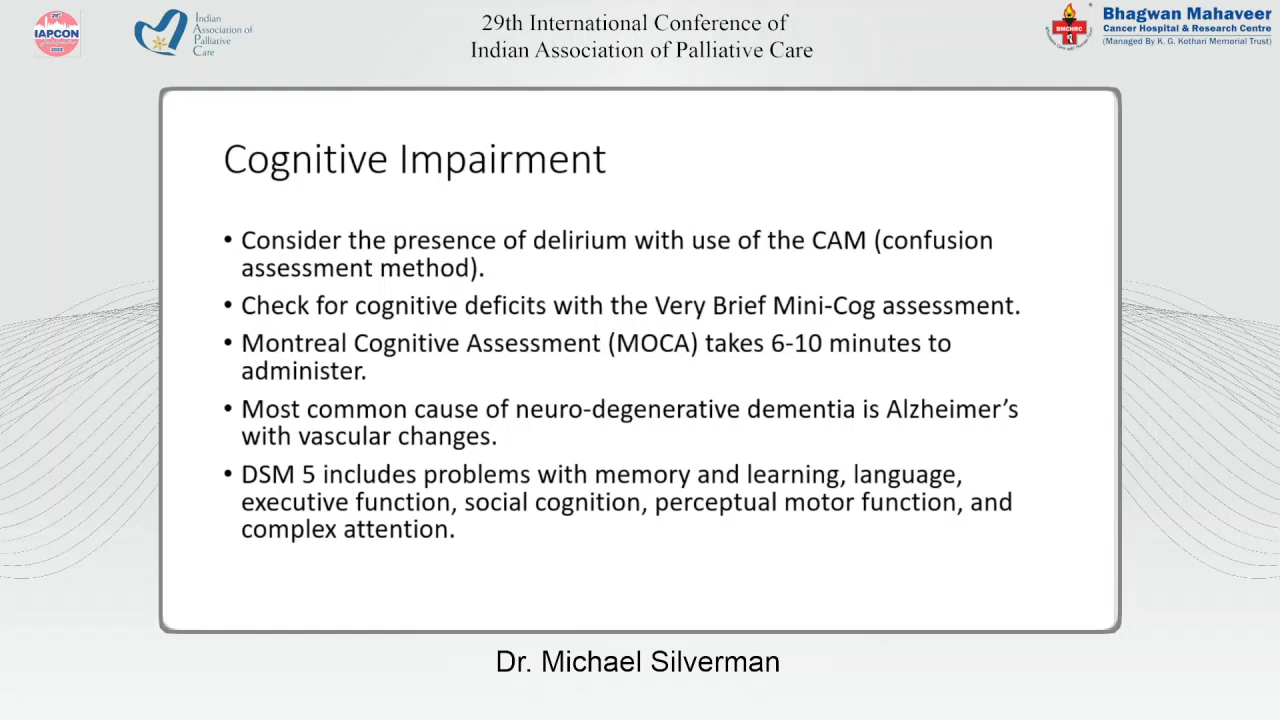 29th International Conference of
Indian Association of Palliative Care
29th
IAPCON
2022
Indian
Association of
Palliative
Care
BMCHRC
Bhagwan Mahaveer
Cancer Hospital & Research Centre
(Managed By K. G. Kothari Memorial Trust)
Cognitive Impairment
• Consider the presence of delirium with use of the CAM (confusion
assessment method).
• Check for cognitive deficits with the Very Brief Mini-Cog assessment.
• Montreal Cognitive Assessment (MOCA) takes 6-10 minutes to
administer.
• Most common cause of neuro-degenerative dementia is Alzheimer’s
with vascular changes.
• DSM 5 includes problems with memory and learning, language,
executive function, social cognition, perceptual motor function, and
complex attention.
Dr. Michael Silverman